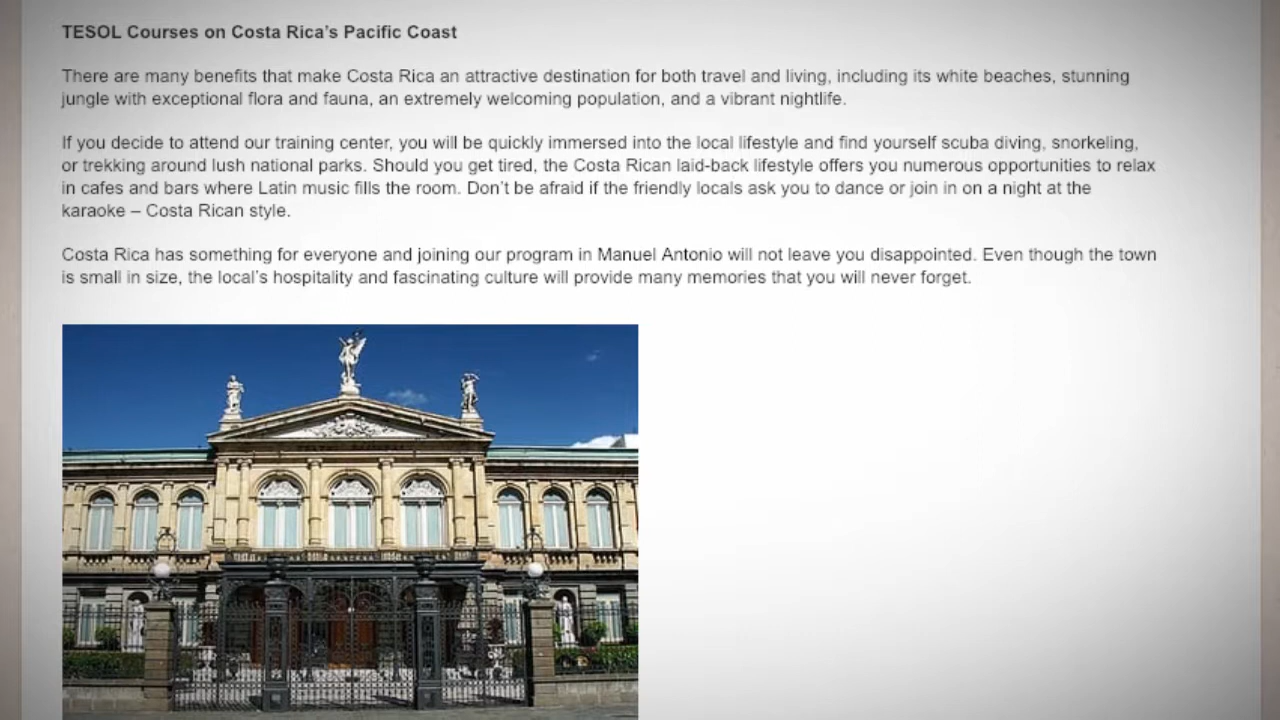 TESOL Courses on Costa Rica's Pacific Coast
There are many benefits that make Costa Rica an attractive destination for both travel and living, including its white beaches, stunning
jungle with exceptional flora and fauna, an extremely welcoming population, and a vibrant nightlife.
If you decide to attend our training center, you will be quickly immersed into the local lifestyle and find yourself scuba diving, snorkeling,
or trekking around lush national parks. Should you get tired, the Costa Rican laid-back lifestyle offers you numerous opportunities to relax
in cafes and bars where Latin music fills the room. Don't be afraid if the friendly locals ask you to dance or join in on a night at the
karaoke – Costa Rican style.
Costa Rica has something for everyone and joining our program in Manuel Antonio will not leave you disappointed. Even though the town
is small in size, the local's hospitality and fascinating culture will provide many memories that you will never forget.